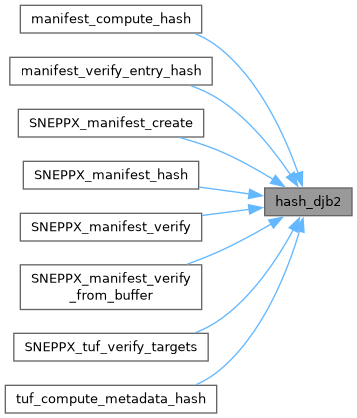 manifest_compute_hash
manifest_verify_entry_hash
SNEPPX_manifest_create
SNEPPX_manifest_hash
hash_djb2
SNEPPX_manifest_verify
SNEPPX_manifest_verify
_from_buffer
SNEPPX_tuf_verify_targets
tuf_compute_metadata_hash